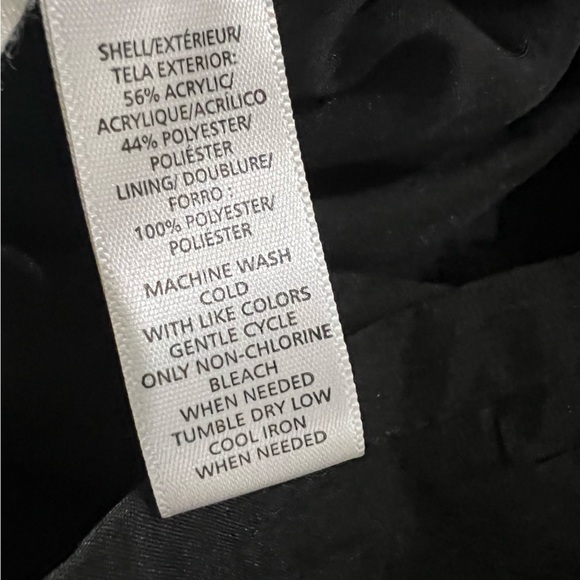 SHELL/EXTÉRIEUR/
TELA EXTERIOR:
56% ACRYLIC/
ACRYLIQUE/ACRÍLICO
44% POLYESTER/
POLIÉSTER
LINING/ DOUBLURE/
FORRO :
100% POLYESTER/
POLIÉSTER
MACHINE WASH
COLD
WITH LIKE COLORS
GENTLE CYCLE
ONLY NON-CHLORINE
BLEACH
WHEN NEEDED
TUMBLE DRY LOW
COOL IRON
WHEN NEEDED